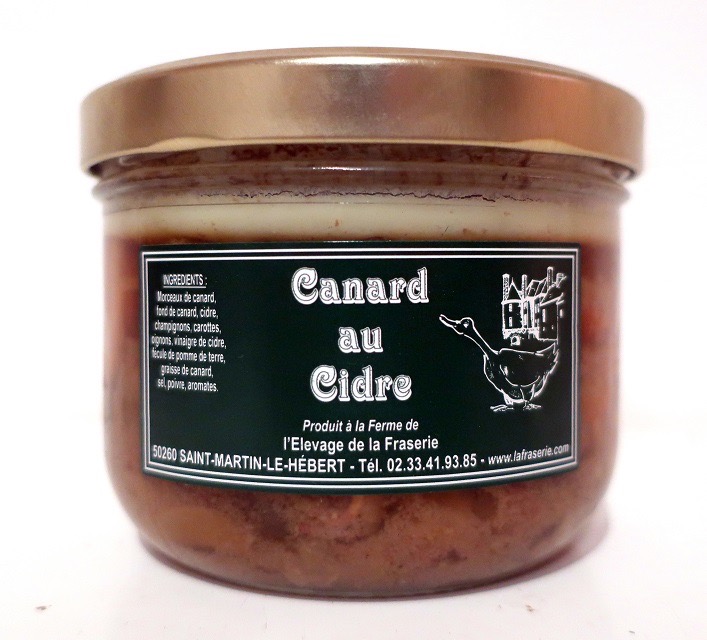 INGREDIENTS :
Morceaux de canard,
fond de canard, cidre,
champignons, carottes,
oignons, vinaigre de cidre,
fécule de pomme de terre,
graisse de canard,
sel, poivre, aromates.
Canard
au
Cidre
Produit à la Ferme de
l'Elevage de la Fraserie
50260 SAINT-MARTIN-LE-HÉBERT - Tél. 02.33.41.93.85 - www.lafraserie.com